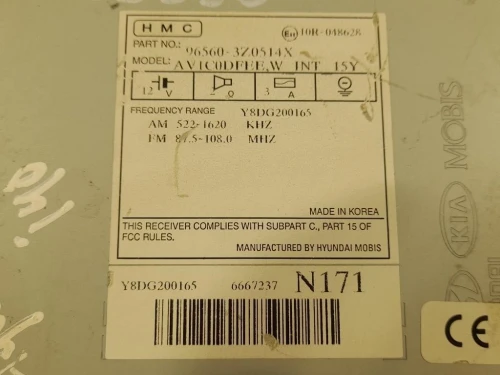 HMC
10R-048628
PART NO.: 96560-3Z0514X
MODEL: AV1C0DFEE,W INT 15Y
12 V Ω 3 A
FREQUENCY RANGE Y8DG200165
AM 522-1620 KHZ
FM 87.5-108.0 MHZ
MADE IN KOREA
THIS RECEIVER COMPLIES WITH SUBPART C., PART 15 OF
FCC RULES.
MANUFACTURED BY HYUNDAI MOBIS
Y8DG200165 6667237 N171
KIA MOBIS
CE